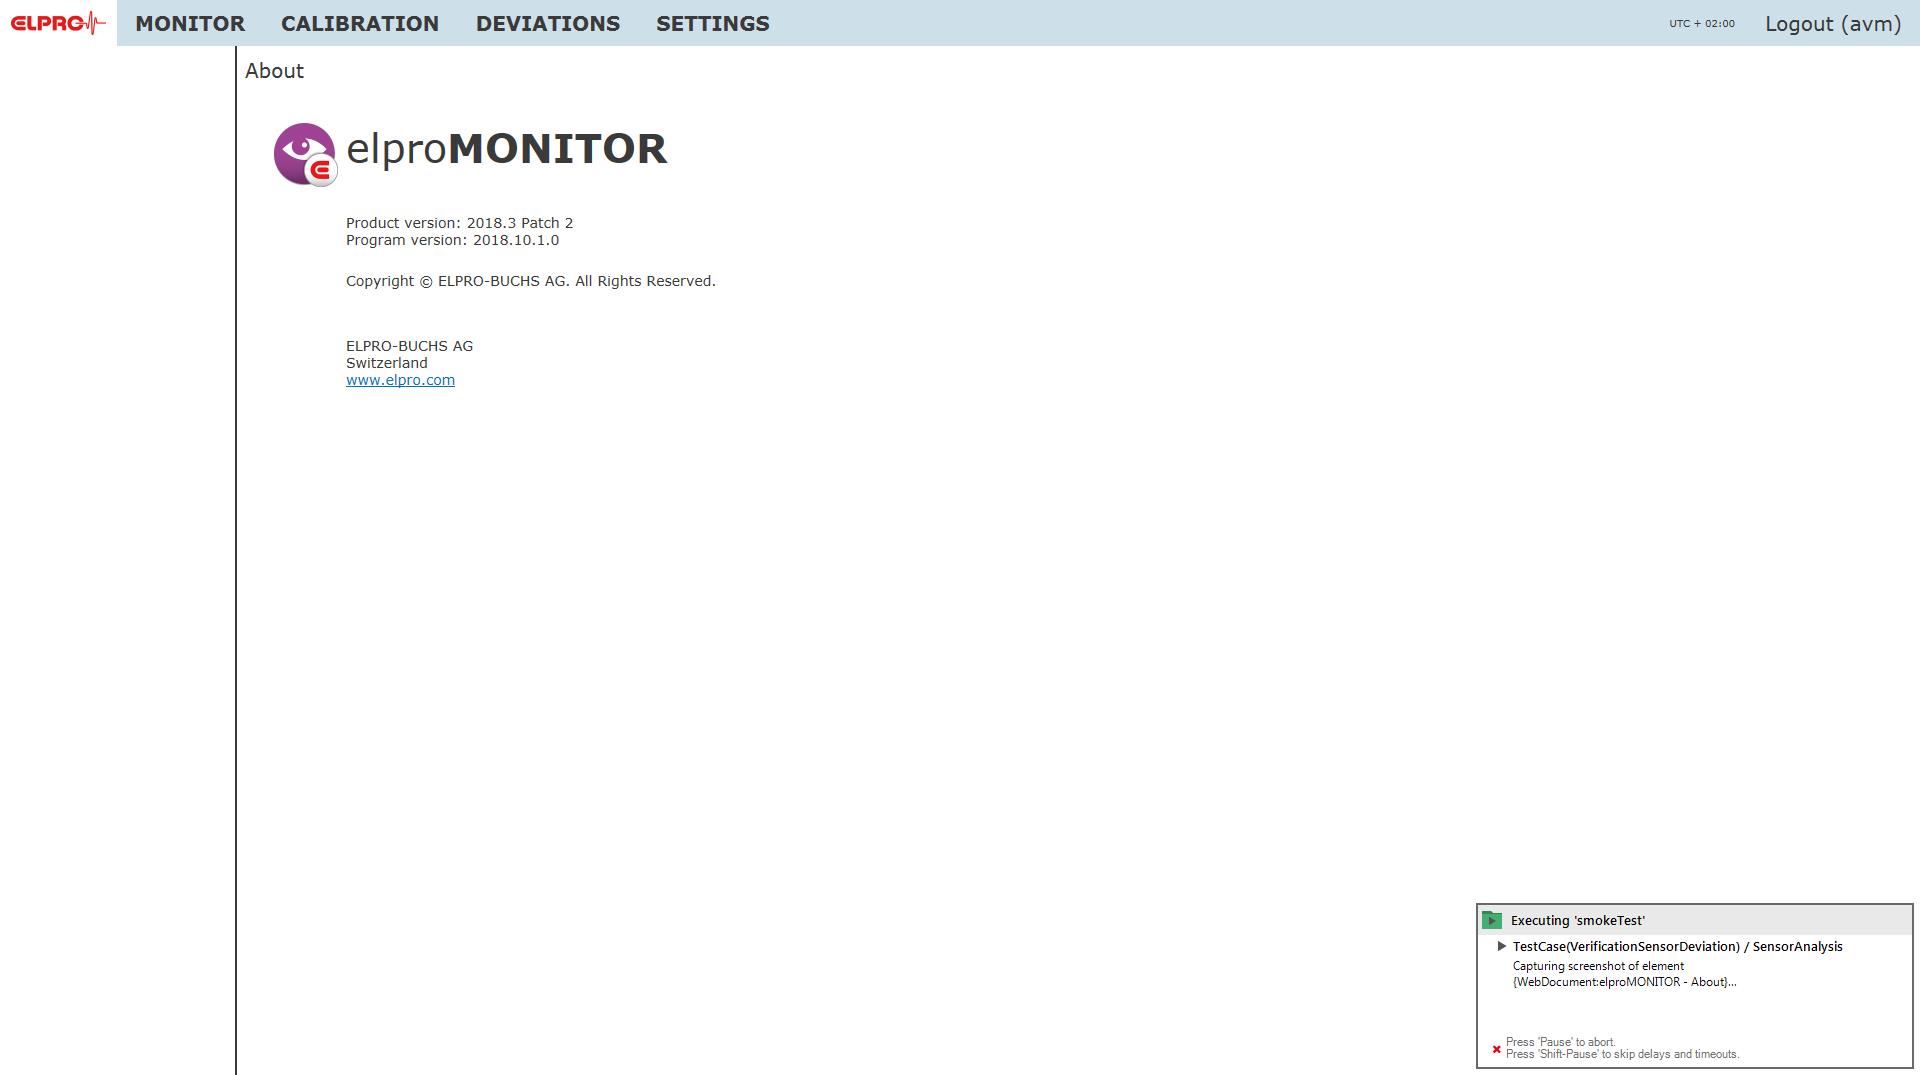 ELPRO MONITOR CALIBRATION DEVIATIONS SETTINGS UTC + 02:00 Logout (avm)
About
elproMONITOR
Product version: 2018.3 Patch 2
Program version: 2018.10.1.0
Copyright © ELPRO-BUCHS AG. All Rights Reserved.
ELPRO-BUCHS AG
Switzerland
www.elpro.com
Executing 'smokeTest'
TestCase(VerificationSensorDeviation) / SensorAnalysis
Capturing screenshot of element
{WebDocument:elproMONITOR - About}...
Press 'Pause' to abort.
Press 'Shift-Pause' to skip delays and timeouts.